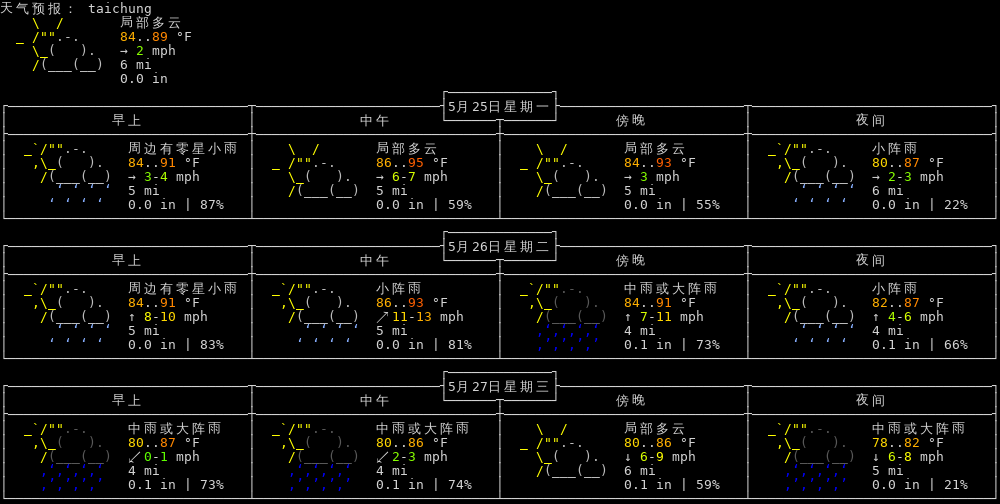 天气预报： taichung
局部多云
84..89 °F
→ 2 mph
6 mi
0.0 in
5月25日星期一
早上 中午 傍晚 夜间
周边有零星小雨 局部多云 局部多云 小阵雨
84..91 °F 86..95 °F 84..93 °F 80..87 °F
→ 3-4 mph → 6-7 mph → 3 mph → 2-3 mph
5 mi 5 mi 5 mi 6 mi
0.0 in | 87% 0.0 in | 59% 0.0 in | 55% 0.0 in | 22%
5月26日星期二
早上 中午 傍晚 夜间
周边有零星小雨 小阵雨 中雨或大阵雨 小阵雨
84..91 °F 86..93 °F 84..91 °F 82..87 °F
↑ 8-10 mph ↗ 11-13 mph ↑ 7-11 mph ↑ 4-6 mph
5 mi 5 mi 4 mi 4 mi
0.0 in | 83% 0.0 in | 81% 0.1 in | 73% 0.1 in | 66%
5月27日星期三
早上 中午 傍晚 夜间
中雨或大阵雨 中雨或大阵雨 局部多云 中雨或大阵雨
80..87 °F 80..86 °F 80..86 °F 78..82 °F
↙ 0-1 mph ↙ 2-3 mph ↓ 6-9 mph ↓ 6-8 mph
4 mi 4 mi 6 mi 5 mi
0.1 in | 73% 0.1 in | 74% 0.1 in | 59% 0.0 in | 21%